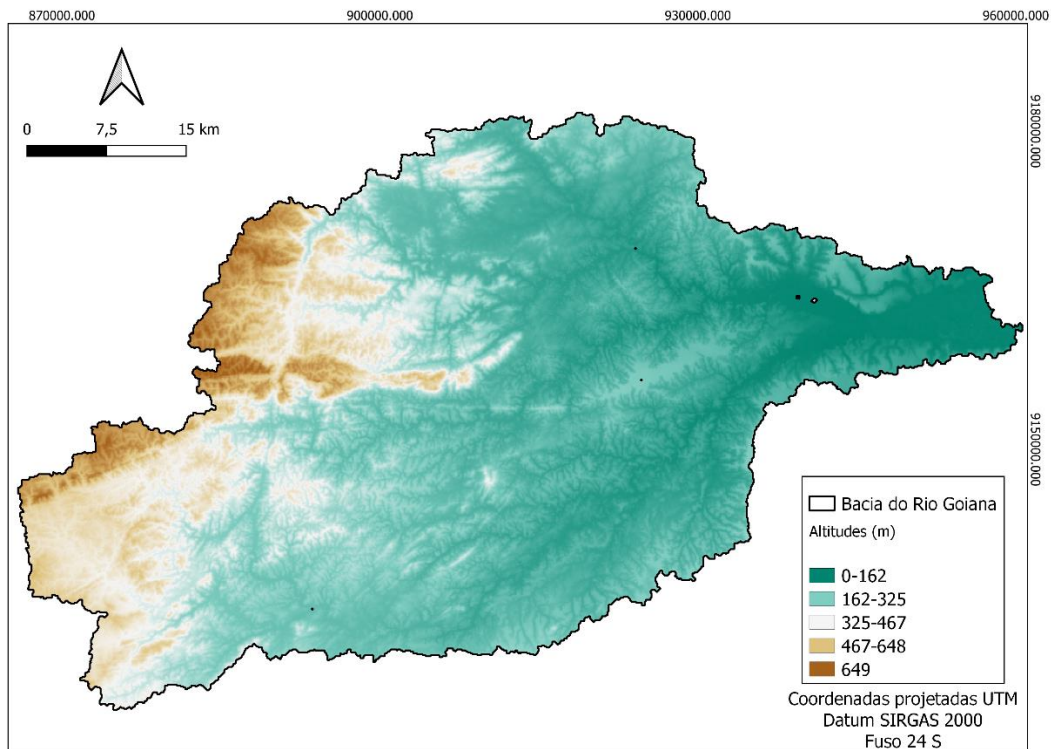 870000.000 900000.000 930000.000 960000.000
0 7,5 15 km
9180000.000
9150000.000
Bacia do Rio Goiana
Altitudes (m)
0-162
162-325
325-467
467-648
649
Coordenadas projetadas UTM
Datum SIRGAS 2000
Fuso 24 S